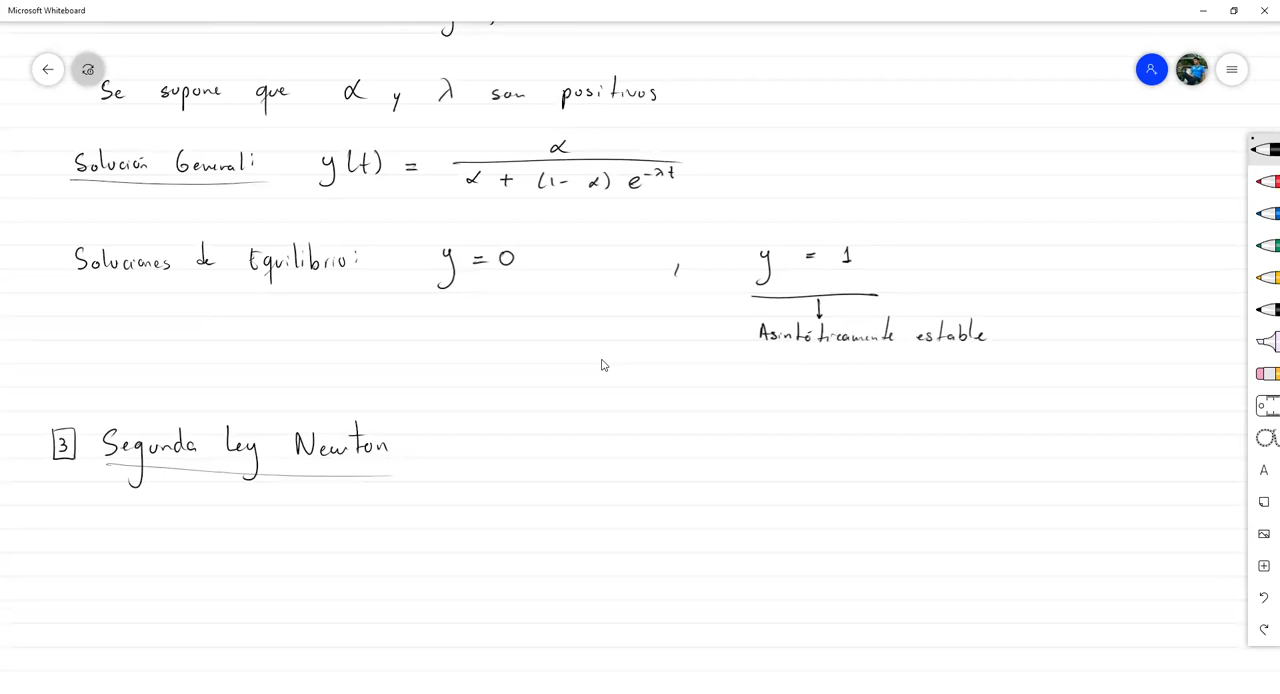 Microsoft Whiteboard
Se supone que α y λ son positivos
Solución General: y(t) = α / (α + (1 - α) e^{-λt})
Soluciones de Equilibrio: y = 0 , y = 1
Asintóticamente estable
3 Segunda Ley Newton
A